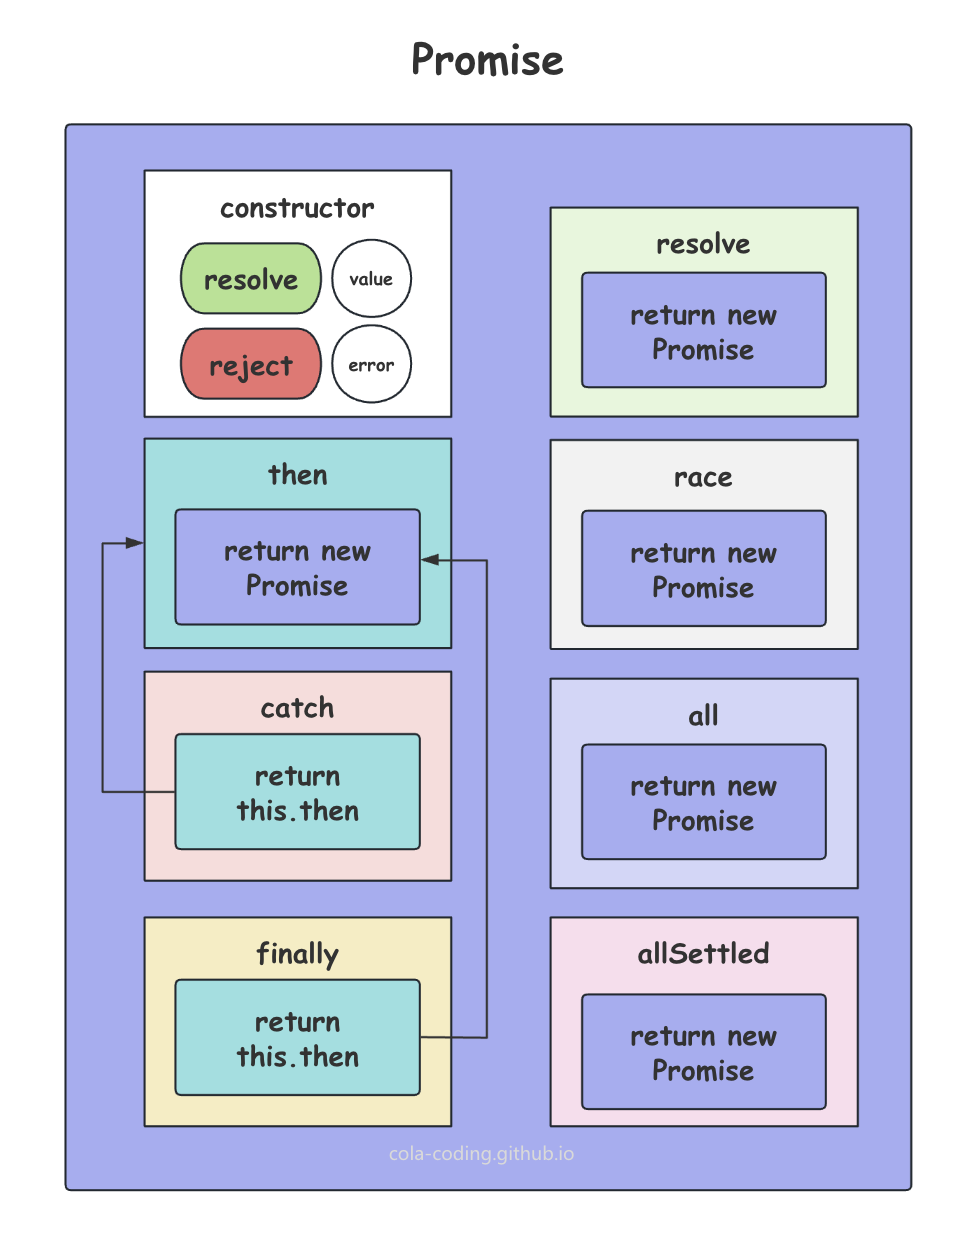 Promise
constructor
resolve
value
reject
error
then
return new
Promise
catch
return
this.then
finally
return
this.then
resolve
return new
Promise
race
return new
Promise
all
return new
Promise
allSettled
return new
Promise
cola-coding.github.io